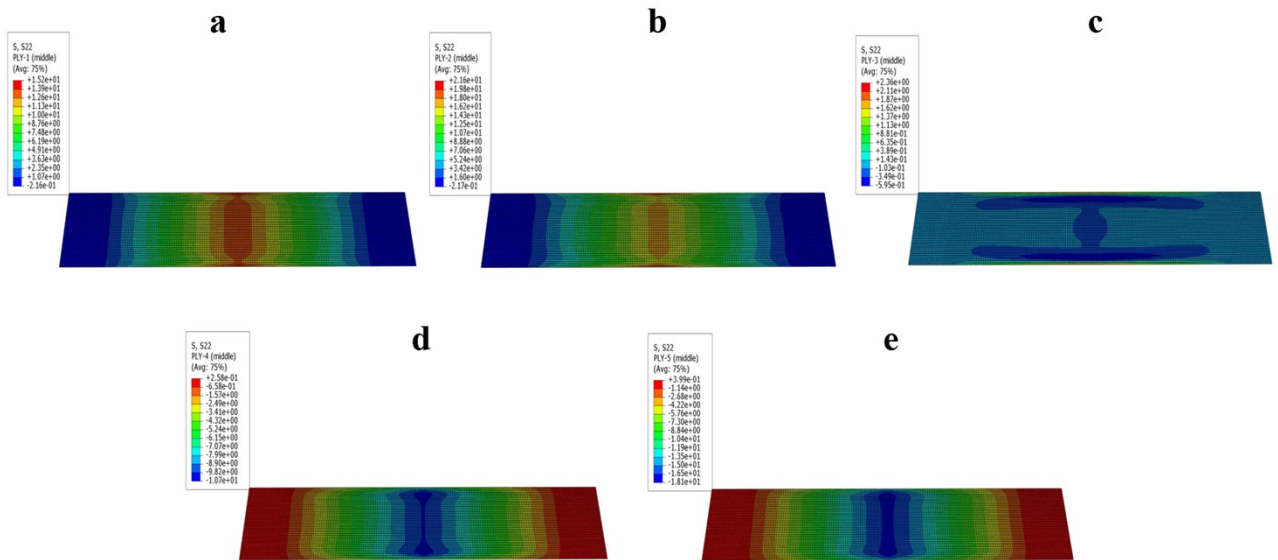 a
S, S22
PLY-1 (middle)
(Avg: 75%)
+1.52e+01
+1.39e+01
+1.26e+01
+1.13e+01
+1.00e+01
+8.76e+00
+7.48e+00
+6.19e+00
+4.91e+00
+3.63e+00
+2.35e+00
+1.07e+00
-2.16e-01
b
S, S22
PLY-2 (middle)
(Avg: 75%)
+2.16e+01
+1.98e+01
+1.80e+01
+1.62e+01
+1.43e+01
+1.25e+01
+1.07e+01
+8.88e+00
+7.06e+00
+5.24e+00
+3.42e+00
+1.60e+00
-2.17e-01
c
S, S22
PLY-3 (middle)
(Avg: 75%)
+2.36e+00
+2.11e+00
+1.87e+00
+1.62e+00
+1.37e+00
+1.13e+00
+8.81e-01
+6.35e-01
+3.89e-01
+1.43e-01
-1.03e-01
-3.49e-01
-5.95e-01
d
S, S22
PLY-4 (middle)
(Avg: 75%)
+2.58e-01
-6.58e-01
-1.57e+00
-2.49e+00
-3.41e+00
-4.32e+00
-5.24e+00
-6.15e+00
-7.07e+00
-7.99e+00
-8.90e+00
-9.82e+00
-1.07e+01
e
S, S22
PLY-5 (middle)
(Avg: 75%)
+3.99e-01
-1.14e+00
-2.68e+00
-4.22e+00
-5.76e+00
-7.30e+00
-8.84e+00
-1.04e+01
-1.19e+01
-1.35e+01
-1.50e+01
-1.65e+01
-1.81e+01